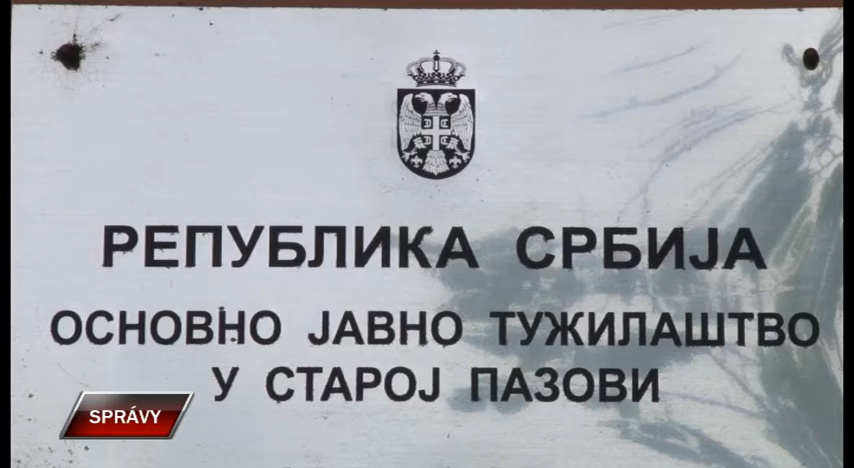 РЕПУБЛИКА СРБИЈА
ОСНОВНО ЈАВНО ТУЖИЛАШТВО
У СТАРОЈ ПАЗОВИ
SPRÁVY